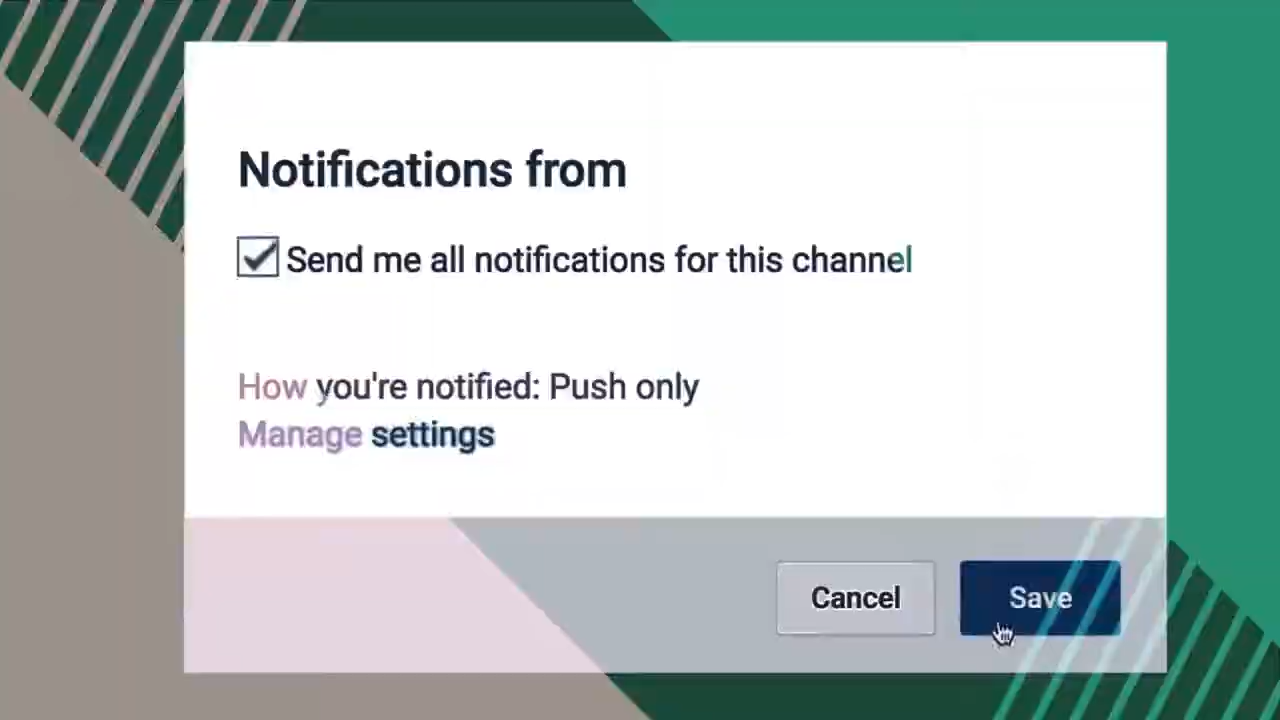 Notifications from
Send me all notifications for this channel
How you're notified: Push only
Manage settings
Cancel
Save